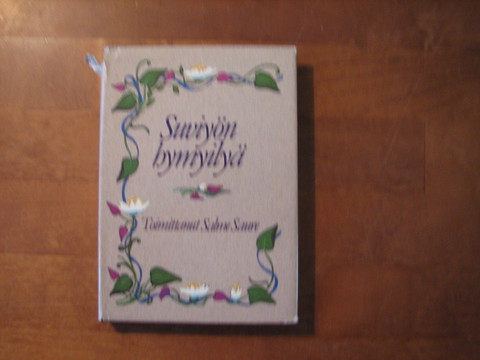 Suviyön
hymyilyä
Toimittanut Salme Saure